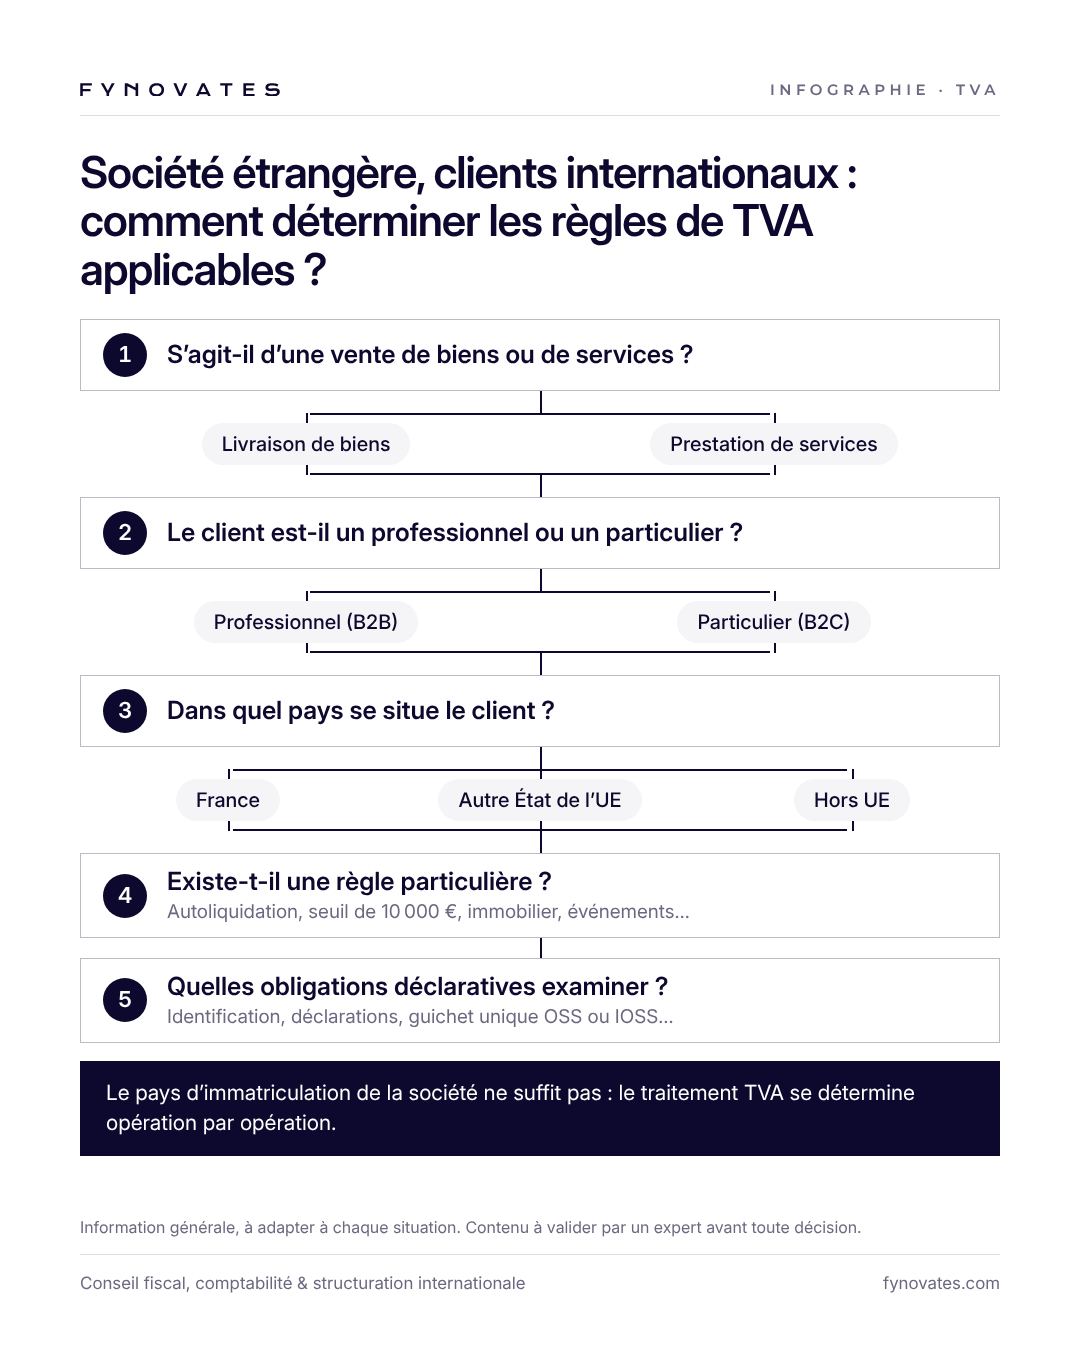 FYNOVATES
INFOGRAPHIE · TVA
Société étrangère, clients internationaux :
comment déterminer les règles de TVA
applicables ?
1 S’agit-il d’une vente de biens ou de services ?
Livraison de biens
Prestation de services
2 Le client est-il un professionnel ou un particulier ?
Professionnel (B2B)
Particulier (B2C)
3 Dans quel pays se situe le client ?
France
Autre État de l’UE
Hors UE
4 Existe-t-il une règle particulière ?
Autoliquidation, seuil de 10 000 €, immobilier, événements…
5 Quelles obligations déclaratives examiner ?
Identification, déclarations, guichet unique OSS ou IOSS…
Le pays d’immatriculation de la société ne suffit pas : le traitement TVA se détermine
opération par opération.
Information générale, à adapter à chaque situation. Contenu à valider par un expert avant toute décision.
Conseil fiscal, comptabilité & structuration internationale
fynovates.com